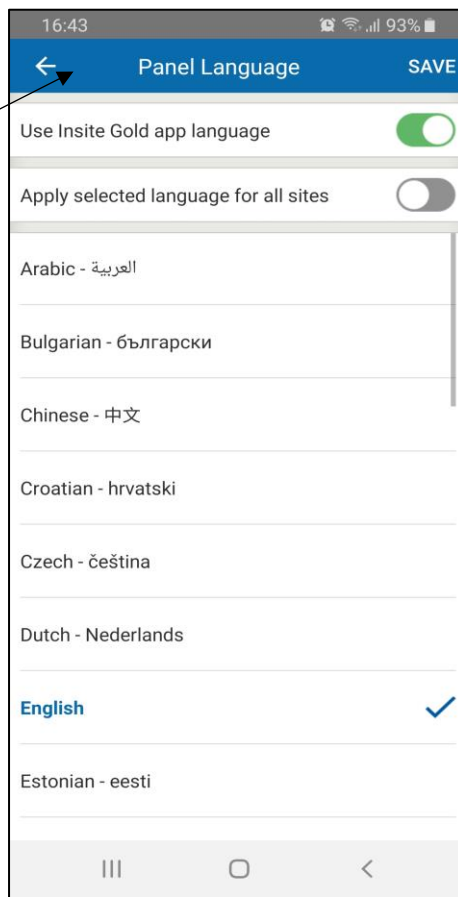 16:43 93%
Panel Language SAVE
Use Insite Gold app language
Apply selected language for all sites
Arabic - العربية
Bulgarian - български
Chinese - 中文
Croatian - hrvatski
Czech - čeština
Dutch - Nederlands
English
Estonian - eesti